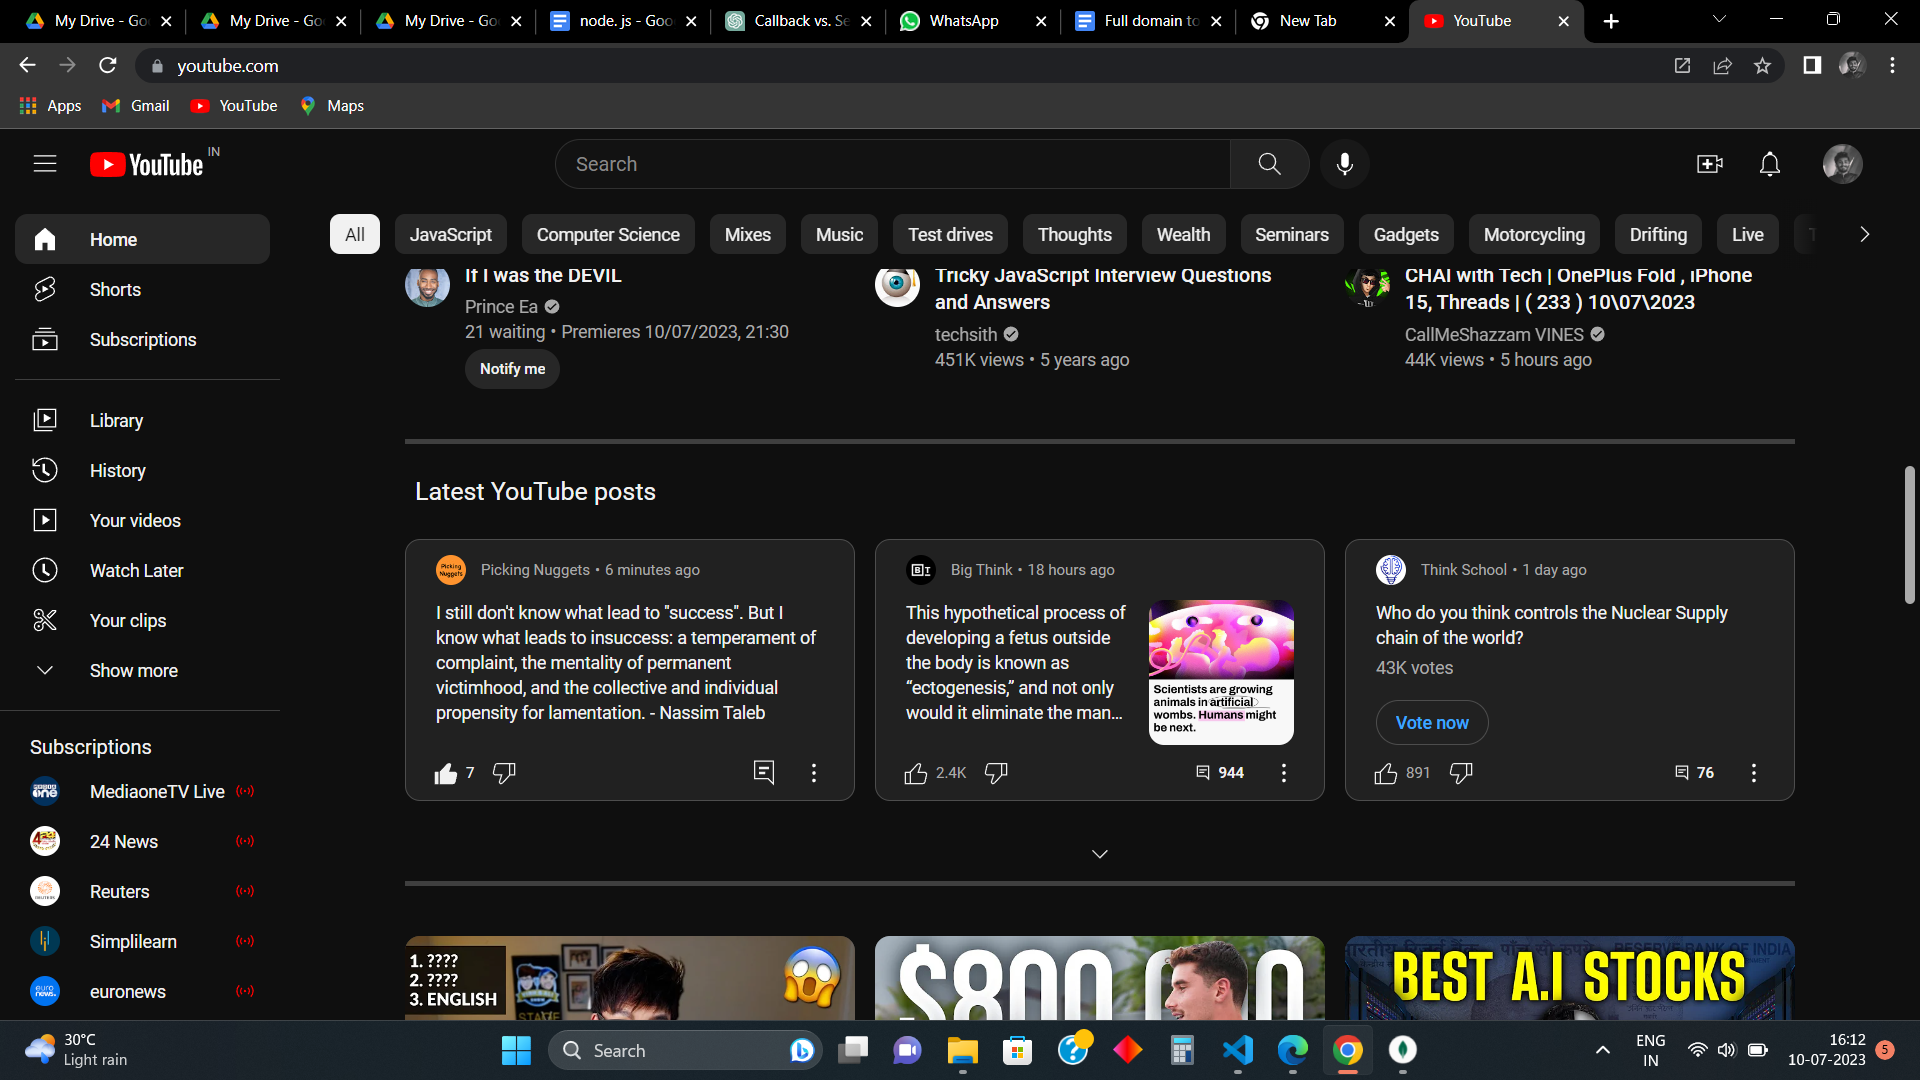 My Drive - Go
My Drive - Go
My Drive - Go
node. js - Goo
Callback vs. Se
WhatsApp
Full domain to
New Tab
YouTube
youtube.com
Apps
Gmail
YouTube
Maps
YouTube IN
Search
Home
Shorts
Subscriptions
Library
History
Your videos
Watch Later
Your clips
Show more
Subscriptions
MediaoneTV Live
24 News
Reuters
Simplilearn
euronews
All
JavaScript
Computer Science
Mixes
Music
Test drives
Thoughts
Wealth
Seminars
Gadgets
Motorcycling
Drifting
Live
If I was the DEVIL
Prince Ea
21 waiting • Premieres 10/07/2023, 21:30
Notify me
Tricky JavaScript Interview Questions
and Answers
techsith
451K views • 5 years ago
CHAI with Tech | OnePlus Fold , iPhone
15, Threads | ( 233 ) 10\07\2023
CallMeShazzam VINES
44K views • 5 hours ago
Latest YouTube posts
Picking Nuggets
Picking Nuggets • 6 minutes ago
I still don't know what lead to "success". But I
know what leads to insuccess: a temperament of
complaint, the mentality of permanent
victimhood, and the collective and individual
propensity for lamentation. - Nassim Taleb
7
Big Think • 18 hours ago
This hypothetical process of
developing a fetus outside
the body is known as
“ectogenesis,” and not only
would it eliminate the man...
Scientists are growing
animals in artificial
wombs. Humans might
be next.
2.4K
944
Think School • 1 day ago
Who do you think controls the Nuclear Supply
chain of the world?
43K votes
Vote now
891
76
1. ????
2. ????
3. ENGLISH
$800,000
RESERVE BANK OF INDIA
BEST A.I STOCKS
30°C
Light rain
Search
ENG
IN
16:12
10-07-2023
5